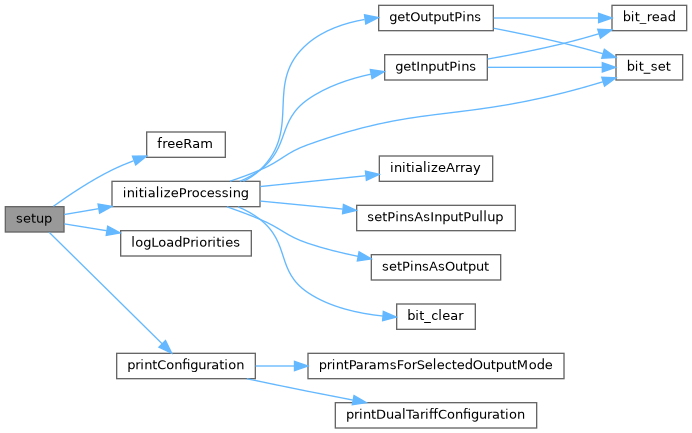 setup
freeRam
initializeProcessing
logLoadPriorities
printConfiguration
getOutputPins
getInputPins
initializeArray
setPinsAsInputPullup
setPinsAsOutput
bit_clear
printParamsForSelectedOutputMode
printDualTariffConfiguration
bit_read
bit_set